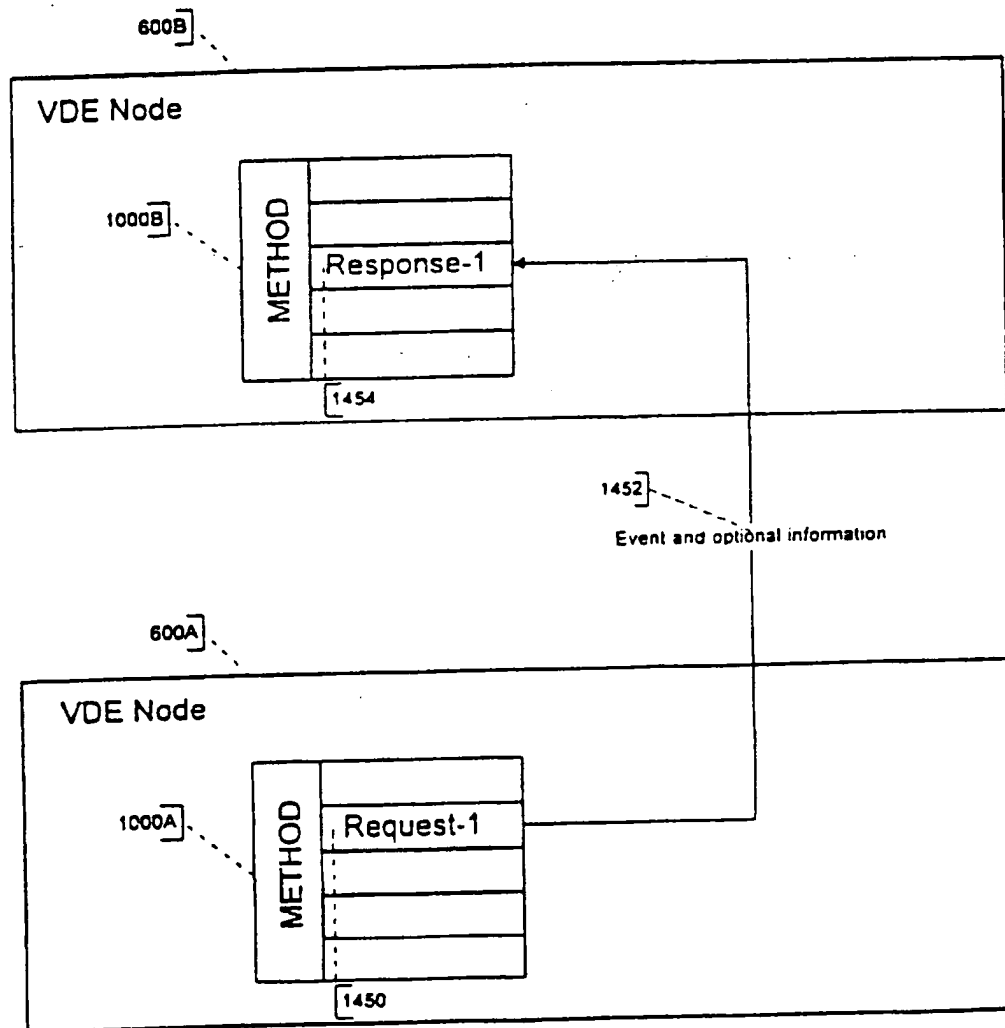 600B
VDE Node
1000B
METHOD
Response-1
1454
1452
Event and optional information
600A
VDE Node
1000A
METHOD
Request-1
1450